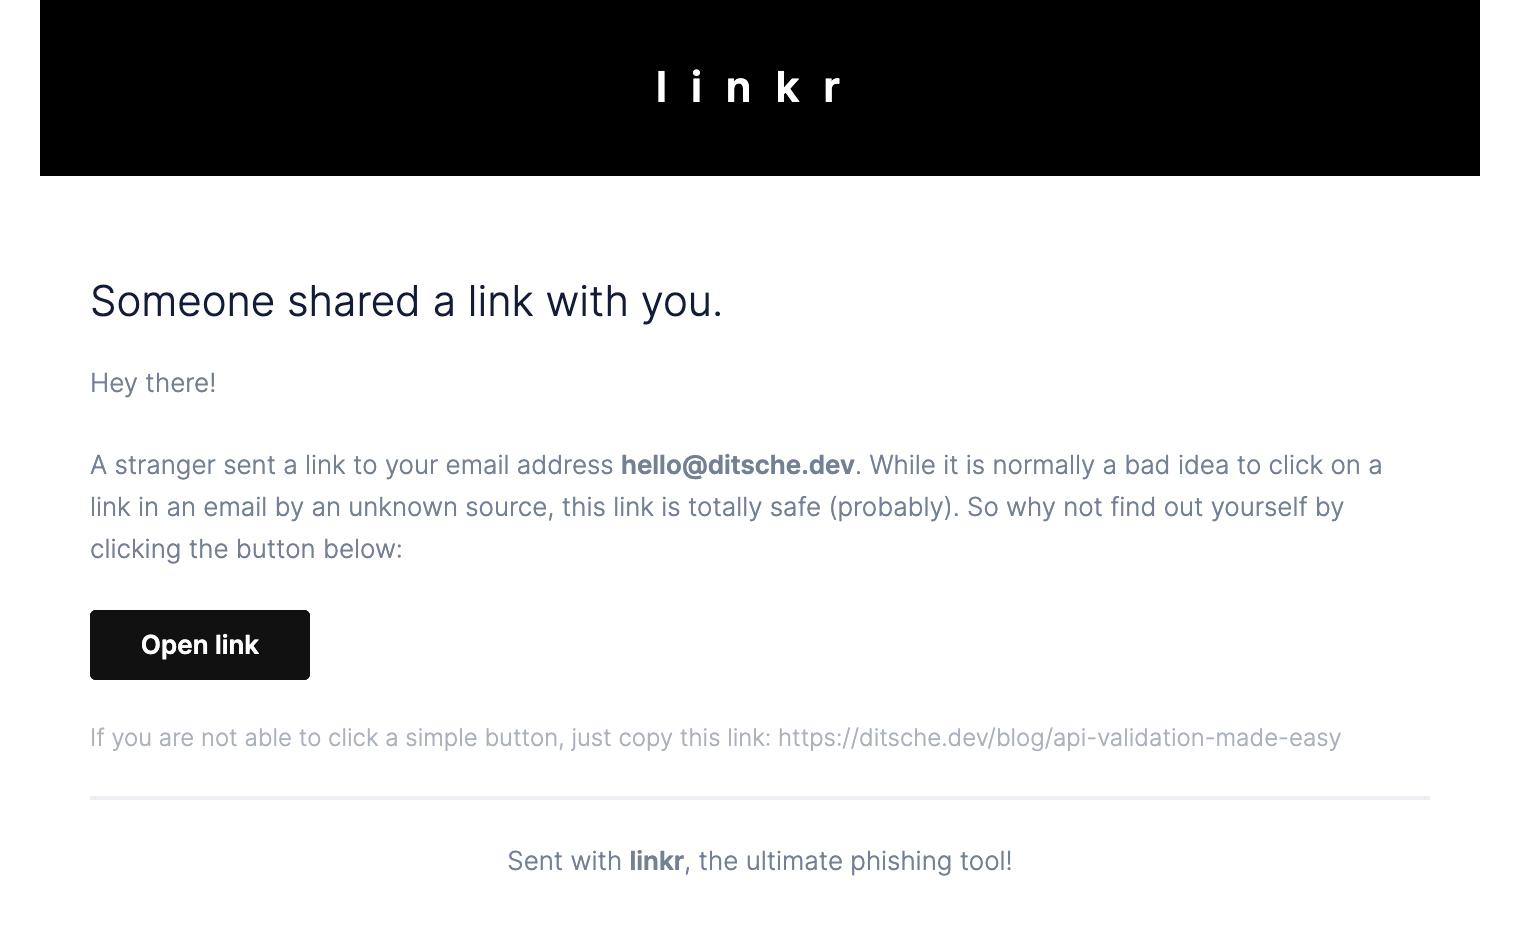 linkr
Someone shared a link with you.
Hey there!
A stranger sent a link to your email address hello@ditsche.dev. While it is normally a bad idea to click on a
link in an email by an unknown source, this link is totally safe (probably). So why not find out yourself by
clicking the button below:
Open link
If you are not able to click a simple button, just copy this link: https://ditsche.dev/blog/api-validation-made-easy
Sent with linkr, the ultimate phishing tool!